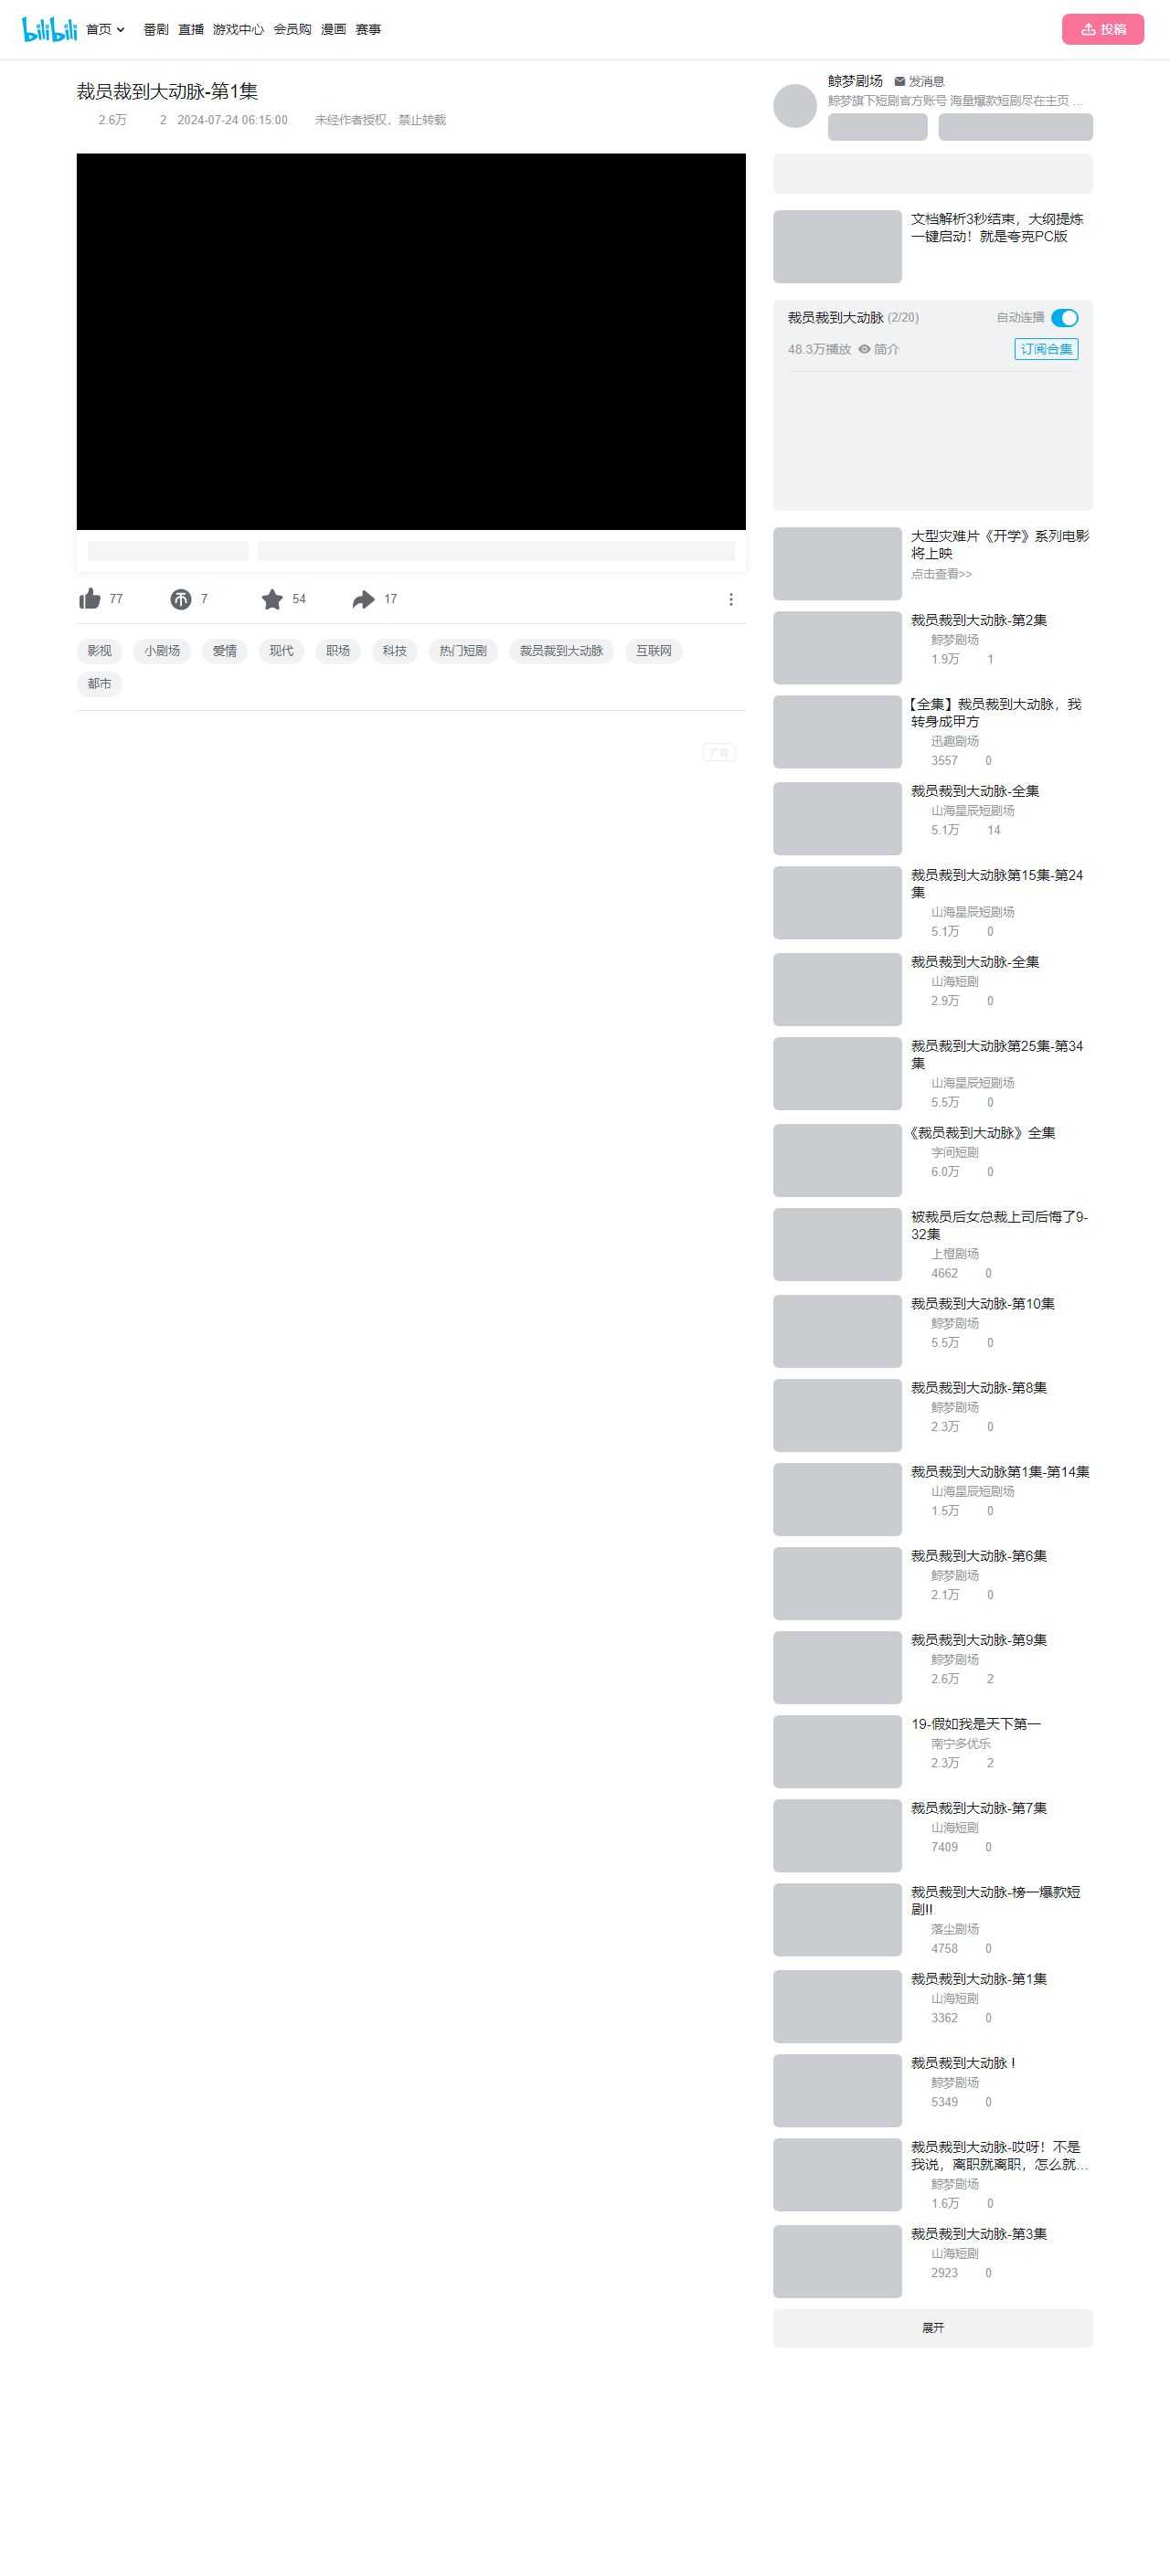 bilibili 首页 番剧 直播 游戏中心 会员购 漫画 赛事 投稿
裁员裁到大动脉-第1集
2.6万 2 2024-07-24 06:15:00 未经作者授权，禁止转载
77 7 54 17
影视 小剧场 爱情 现代 职场 科技 热门短剧 裁员裁到大动脉 互联网
都市
广告
鲸梦剧场 发消息
鲸梦旗下短剧官方账号 海量爆款短剧尽在主页 ...
文档解析3秒结束，大纲提炼
一键启动！就是夸克PC版
裁员裁到大动脉 (2/20) 自动连播
48.3万播放 简介 订阅合集
大型灾难片《开学》系列电影
将上映
点击查看>>
裁员裁到大动脉-第2集
鲸梦剧场
1.9万 1
【全集】裁员裁到大动脉，我
转身成甲方
迅趣剧场
3557 0
裁员裁到大动脉-全集
山海星辰短剧场
5.1万 14
裁员裁到大动脉第15集-第24
集
山海星辰短剧场
5.1万 0
裁员裁到大动脉-全集
山海短剧
2.9万 0
裁员裁到大动脉第25集-第34
集
山海星辰短剧场
5.5万 0
《裁员裁到大动脉》全集
字间短剧
6.0万 0
被裁员后女总裁上司后悔了9-
32集
上橙剧场
4662 0
裁员裁到大动脉-第10集
鲸梦剧场
5.5万 0
裁员裁到大动脉-第8集
鲸梦剧场
2.3万 0
裁员裁到大动脉第1集-第14集
山海星辰短剧场
1.5万 0
裁员裁到大动脉-第6集
鲸梦剧场
2.1万 0
裁员裁到大动脉-第9集
鲸梦剧场
2.6万 2
19-假如我是天下第一
南宁多优乐
2.3万 2
裁员裁到大动脉-第7集
山海短剧
7409 0
裁员裁到大动脉-榜一爆款短
剧!!
落尘剧场
4758 0
裁员裁到大动脉-第1集
山海短剧
3362 0
裁员裁到大动脉 !
鲸梦剧场
5349 0
裁员裁到大动脉-哎呀！不是
我说，离职就离职，怎么就...
鲸梦剧场
1.6万 0
裁员裁到大动脉-第3集
山海短剧
2923 0
展开